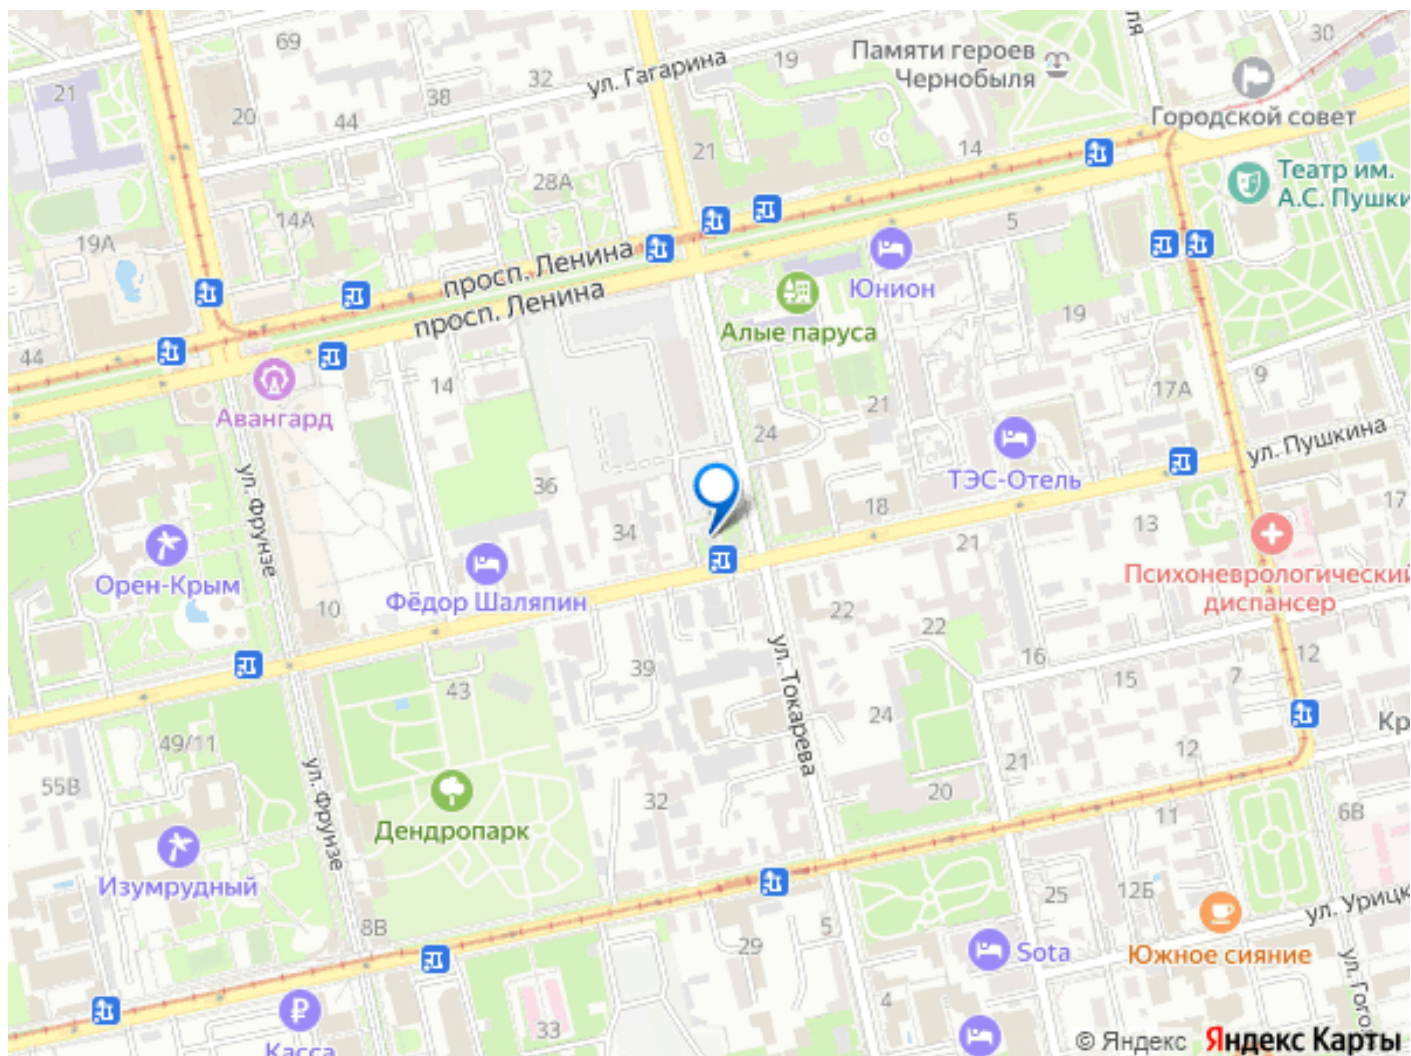 69
ул. Гагарина
19
Памяти героев
Чернобыля
30
32
21
38
44
20
Городской совет
14
21
28А
14А
Театр им.
19А
5
просп. Ленина
Юнион
просп. Ленина
Алые паруса
19
44
14
9
17А
Авангард
21
24
ул. Пушкина
ТЭС-Отель
36
18
17
13
ул. Фрунзе
34
21
Орен-Крым
Фёдор Шаляпин
Психоневрологический
диспансер
10
22
22
39
16
12
43
15
7
ул. Токарева
24
49/11
12
21
55В
ул. Фрунзе
32
20
11
6В
Дендропарк
Изумрудный
25
12Б
8В
5
29
Sota
Южное сияние
4
33
Касса
© Яндекс Яндекс Карты